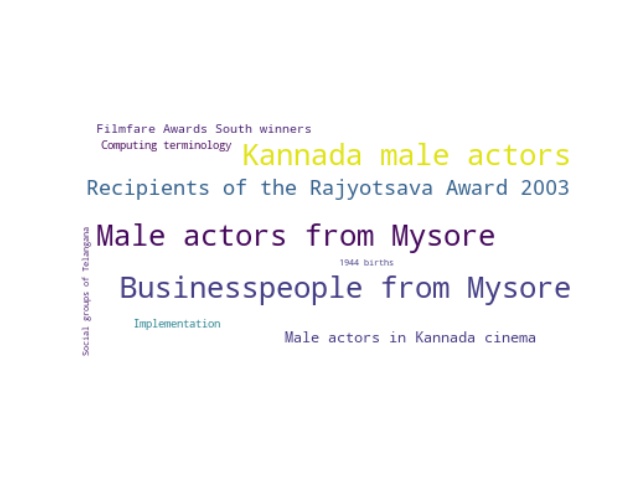 Filmfare Awards South winners
Computing terminology
Kannada male actors
Recipients of the Rajyotsava Award 2003
Social groups of Telangana
Male actors from Mysore
1944 births
Businesspeople from Mysore
Implementation
Male actors in Kannada cinema